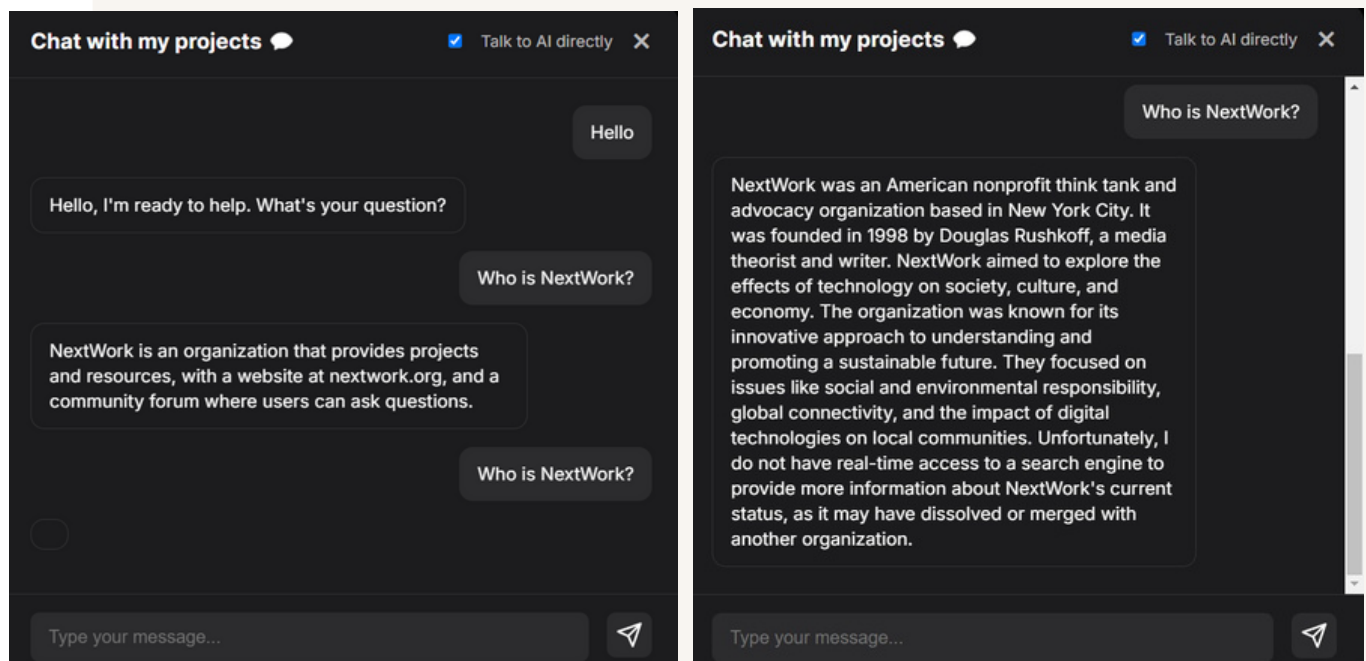 Chat with my projects
Talk to AI directly
Hello
Hello, I'm ready to help. What's your question?
Who is NextWork?
NextWork is an organization that provides projects
and resources, with a website at nextwork.org, and a
community forum where users can ask questions.
Who is NextWork?
Type your message...
Chat with my projects
Talk to AI directly
Who is NextWork?
NextWork was an American nonprofit think tank and
advocacy organization based in New York City. It
was founded in 1998 by Douglas Rushkoff, a media
theorist and writer. NextWork aimed to explore the
effects of technology on society, culture, and
economy. The organization was known for its
innovative approach to understanding and
promoting a sustainable future. They focused on
issues like social and environmental responsibility,
global connectivity, and the impact of digital
technologies on local communities. Unfortunately, I
do not have real-time access to a search engine to
provide more information about NextWork's current
status, as it may have dissolved or merged with
another organization.
Type your message...